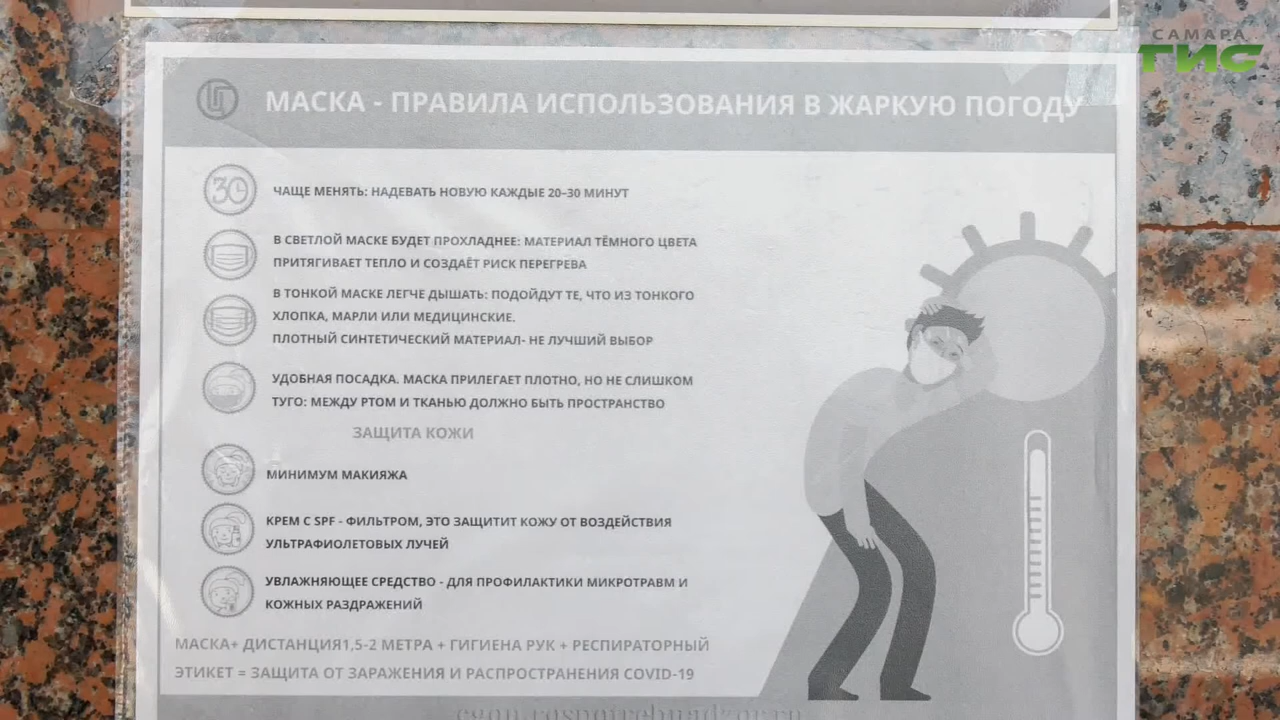 САМАРА
ГИС
МАСКА - ПРАВИЛА ИСПОЛЬЗОВАНИЯ В ЖАРКУЮ ПОГОДУ
30
ЧАЩЕ МЕНЯТЬ: НАДЕВАТЬ НОВУЮ КАЖДЫЕ 20-30 МИНУТ
В СВЕТЛОЙ МАСКЕ БУДЕТ ПРОХЛАДНЕЕ: МАТЕРИАЛ ТЁМНОГО ЦВЕТА
ПРИТЯГИВАЕТ ТЕПЛО И СОЗДАЁТ РИСК ПЕРЕГРЕВА
В ТОНКОЙ МАСКЕ ЛЕГЧЕ ДЫШАТЬ: ПОДОЙДУТ ТЕ, ЧТО ИЗ ТОНКОГО
ХЛОПКА, МАРЛИ ИЛИ МЕДИЦИНСКИЕ.
ПЛОТНЫЙ СИНТЕТИЧЕСКИЙ МАТЕРИАЛ- НЕ ЛУЧШИЙ ВЫБОР
УДОБНАЯ ПОСАДКА. МАСКА ПРИЛЕГАЕТ ПЛОТНО, НО НЕ СЛИШКОМ
ТУГО: МЕЖДУ РТОМ И ТКАНЬЮ ДОЛЖНО БЫТЬ ПРОСТРАНСТВО
ЗАЩИТА КОЖИ
МИНИМУМ МАКИЯЖА
КРЕМ С SPF - ФИЛЬТРОМ, ЭТО ЗАЩИТИТ КОЖУ ОТ ВОЗДЕЙСТВИЯ
УЛЬТРАФИОЛЕТОВЫХ ЛУЧЕЙ
УВЛАЖНЯЮЩЕЕ СРЕДСТВО - ДЛЯ ПРОФИЛАКТИКИ МИКРОТРАВМ И
КОЖНЫХ РАЗДРАЖЕНИЙ
МАСКА+ ДИСТАНЦИЯ1,5-2 МЕТРА + ГИГИЕНА РУК + РЕСПИРАТОРНЫЙ
ЭТИКЕТ = ЗАЩИТА ОТ ЗАРАЖЕНИЯ И РАСПРОСТРАНЕНИЯ COVID-19